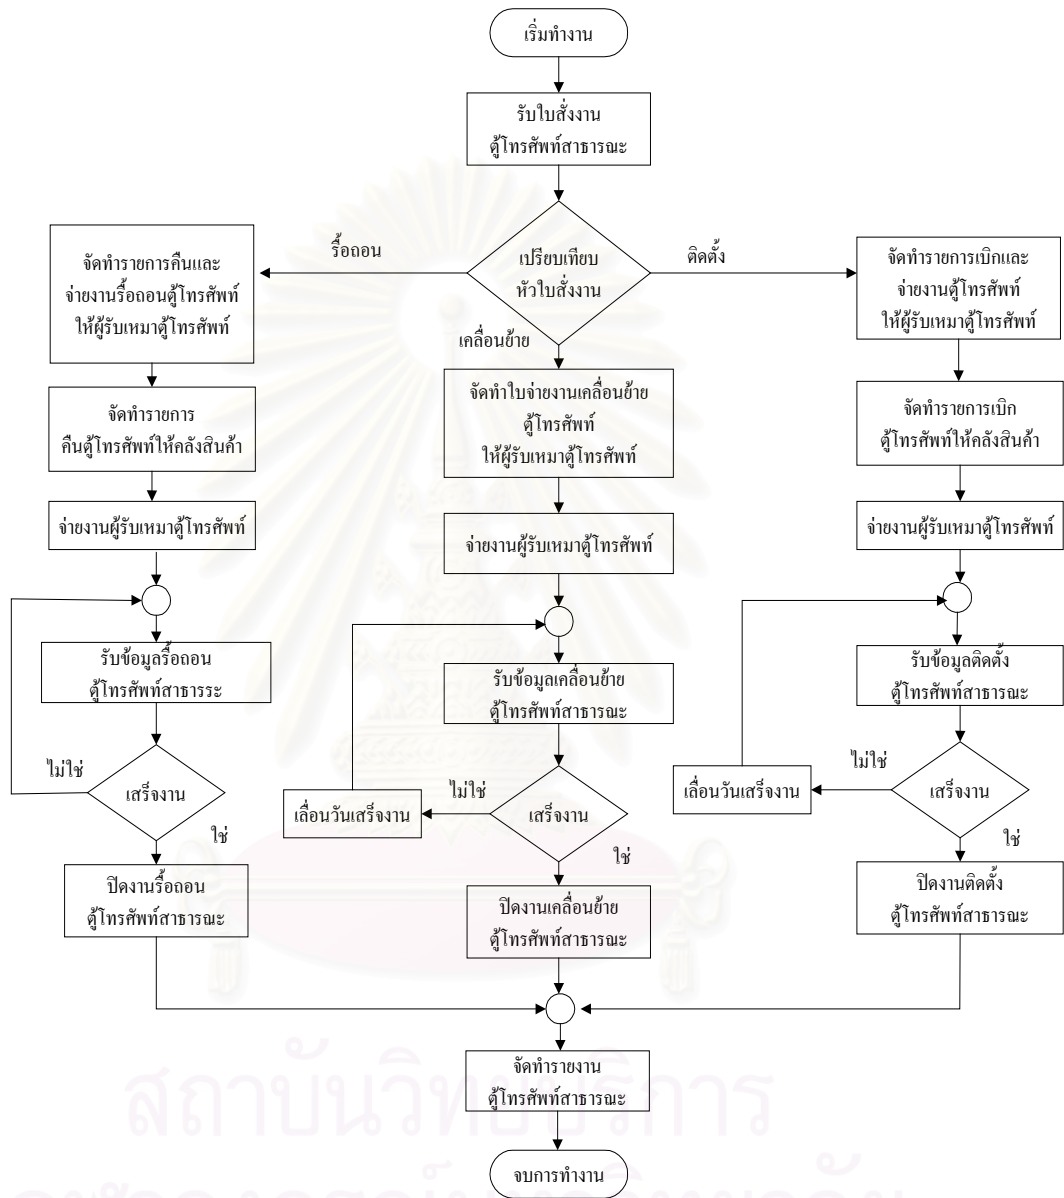 เริ่มทำงาน
รับใบสั่งงาน
ตู้โทรศัพท์สาธารณะ
เปรียบเทียบ
หัวใบสั่งงาน
รื้อถอน
ติดตั้ง
เคลื่อนย้าย
จัดทำรายการคืนและ
จ่ายงานรื้อถอนตู้โทรศัพท์
ให้ผู้รับเหมาตู้โทรศัพท์
จัดทำรายการ
คืนตู้โทรศัพท์ให้คลังสินค้า
จ่ายงานผู้รับเหมาตู้โทรศัพท์
รับข้อมูลรื้อถอน
ตู้โทรศัพท์สาธารระ
ไม่ใช่
เสร็จงาน
ใช่
ปิดงานรื้อถอน
ตู้โทรศัพท์สาธารณะ
จัดทำใบจ่ายงานเคลื่อนย้าย
ตู้โทรศัพท์
ให้ผู้รับเหมาตู้โทรศัพท์
จ่ายงานผู้รับเหมาตู้โทรศัพท์
รับข้อมูลเคลื่อนย้าย
ตู้โทรศัพท์สาธารณะ
เลื่อนวันเสร็จงาน
ไม่ใช่
เสร็จงาน
ใช่
ปิดงานเคลื่อนย้าย
ตู้โทรศัพท์สาธารณะ
จัดทำรายการเบิกและ
จ่ายงานตู้โทรศัพท์
ให้ผู้รับเหมาตู้โทรศัพท์
จัดทำรายการเบิก
ตู้โทรศัพท์ให้คลังสินค้า
จ่ายงานผู้รับเหมาตู้โทรศัพท์
รับข้อมูลติดตั้ง
ตู้โทรศัพท์สาธารณะ
เลื่อนวันเสร็จงาน
ไม่ใช่
เสร็จงาน
ใช่
ปิดงานติดตั้ง
ตู้โทรศัพท์สาธารณะ
จัดทำรายงาน
ตู้โทรศัพท์สาธารณะ
จบการทำงาน
สถาบันวิทยบริการ